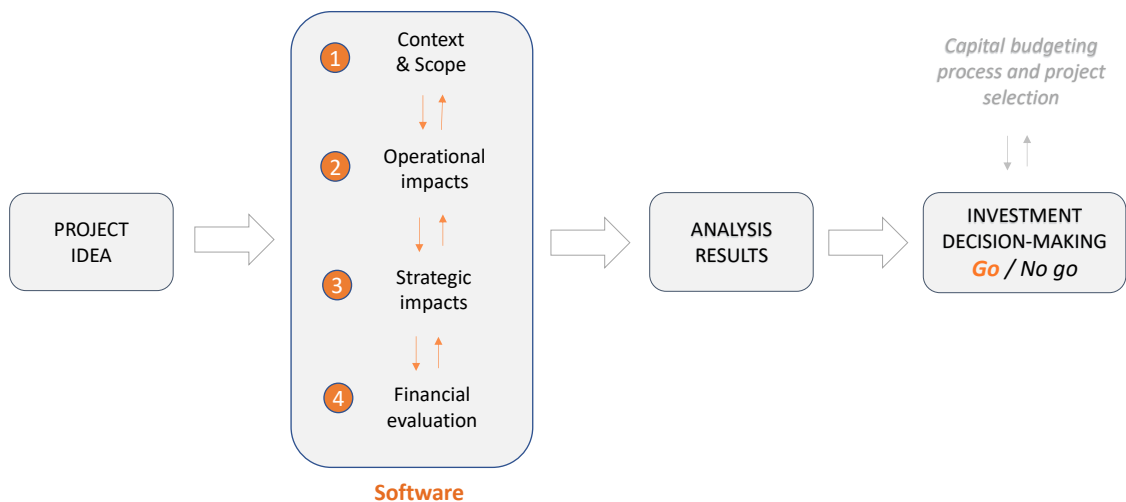 PROJECT
IDEA
1
Context
& Scope
2
Operational
impacts
3
Strategic
impacts
4
Financial
evaluation
Software
ANALYSIS
RESULTS
Capital budgeting
process and project
selection
INVESTMENT
DECISION-MAKING
Go / No go